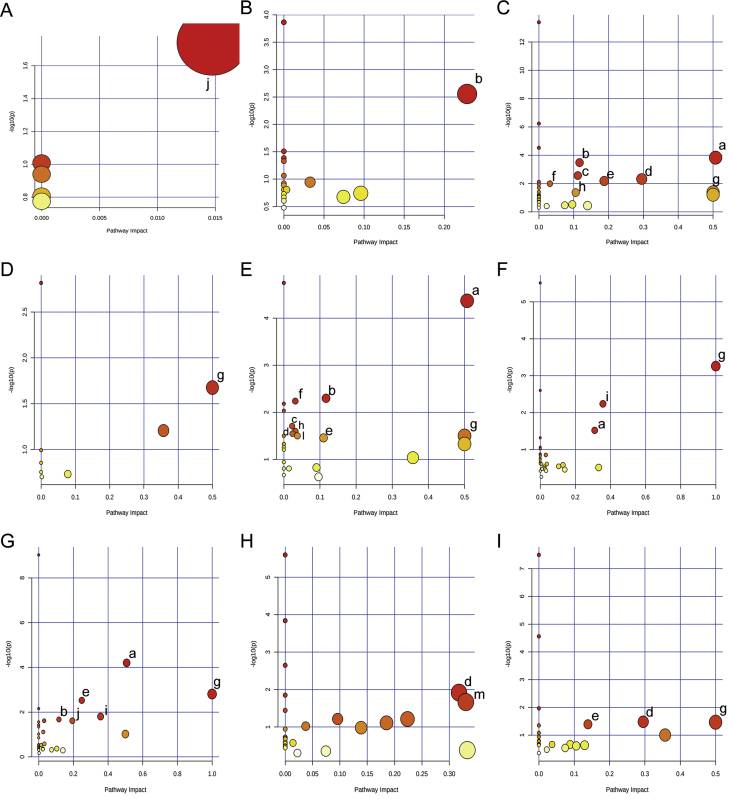 A
-log10(p)
1.6
1.4
1.2
1.0
0.8
j
0.000
0.005
0.010
0.015
Pathway Impact
B
-log10(p)
4.0
3.5
3.0
2.5
2.0
1.5
1.0
0.5
b
0.00
0.05
0.10
0.15
0.20
Pathway Impact
C
-log10(p)
12
10
8
6
4
2
0
a
b
c
d
e
f
g
h
0.0
0.1
0.2
0.3
0.4
0.5
Pathway Impact
D
-log10(p)
2.5
2.0
1.5
1.0
g
0.0
0.1
0.2
0.3
0.4
0.5
Pathway Impact
E
-log10(p)
4
3
2
1
a
f
b
c
h
d
l
e
g
0.0
0.1
0.2
0.3
0.4
0.5
Pathway Impact
F
-log10(p)
5
4
3
2
1
g
i
a
0.0
0.2
0.4
0.6
0.8
1.0
Pathway Impact
G
-log10(p)
8
6
4
2
0
a
e
g
b
j
i
0.0
0.2
0.4
0.6
0.8
1.0
Pathway Impact
H
-log10(p)
5
4
3
2
1
d
m
0.00
0.05
0.10
0.15
0.20
0.25
0.30
Pathway Impact
I
-log10(p)
7
6
5
4
3
2
1
e
d
g
0.0
0.1
0.2
0.3
0.4
0.5
Pathway Impact